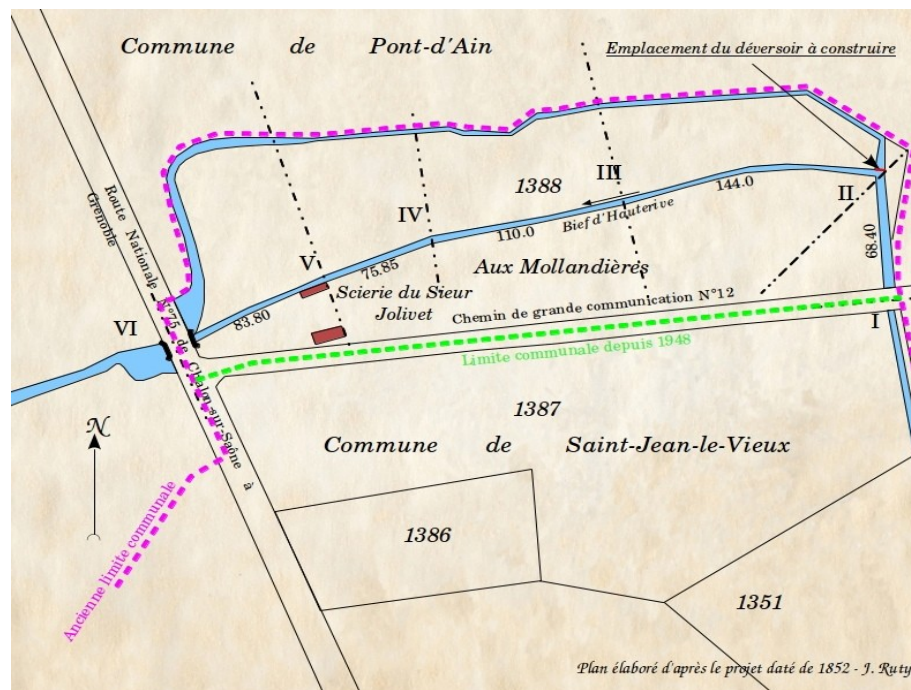 Commune de Pont-d'Ain
Emplacement du déversoir à construire
1388
III
II.
144.0
Bief d'Hauterive
IV
110.0
68.40
V
75.85
Aux Mollandières
Scierie du Sieur
Jolivet
83.80
Chemin de grande communication N°12
I
VI
Limite communale depuis 1948
Route Nationale N°75 de Chalon-sur-Saône à
Grenoble
1387
N
Commune de Saint-Jean-le-Vieux
Ancienne limite communale
1386
1351
Plan élaboré d'après le projet daté de 1852 - J. Ruty